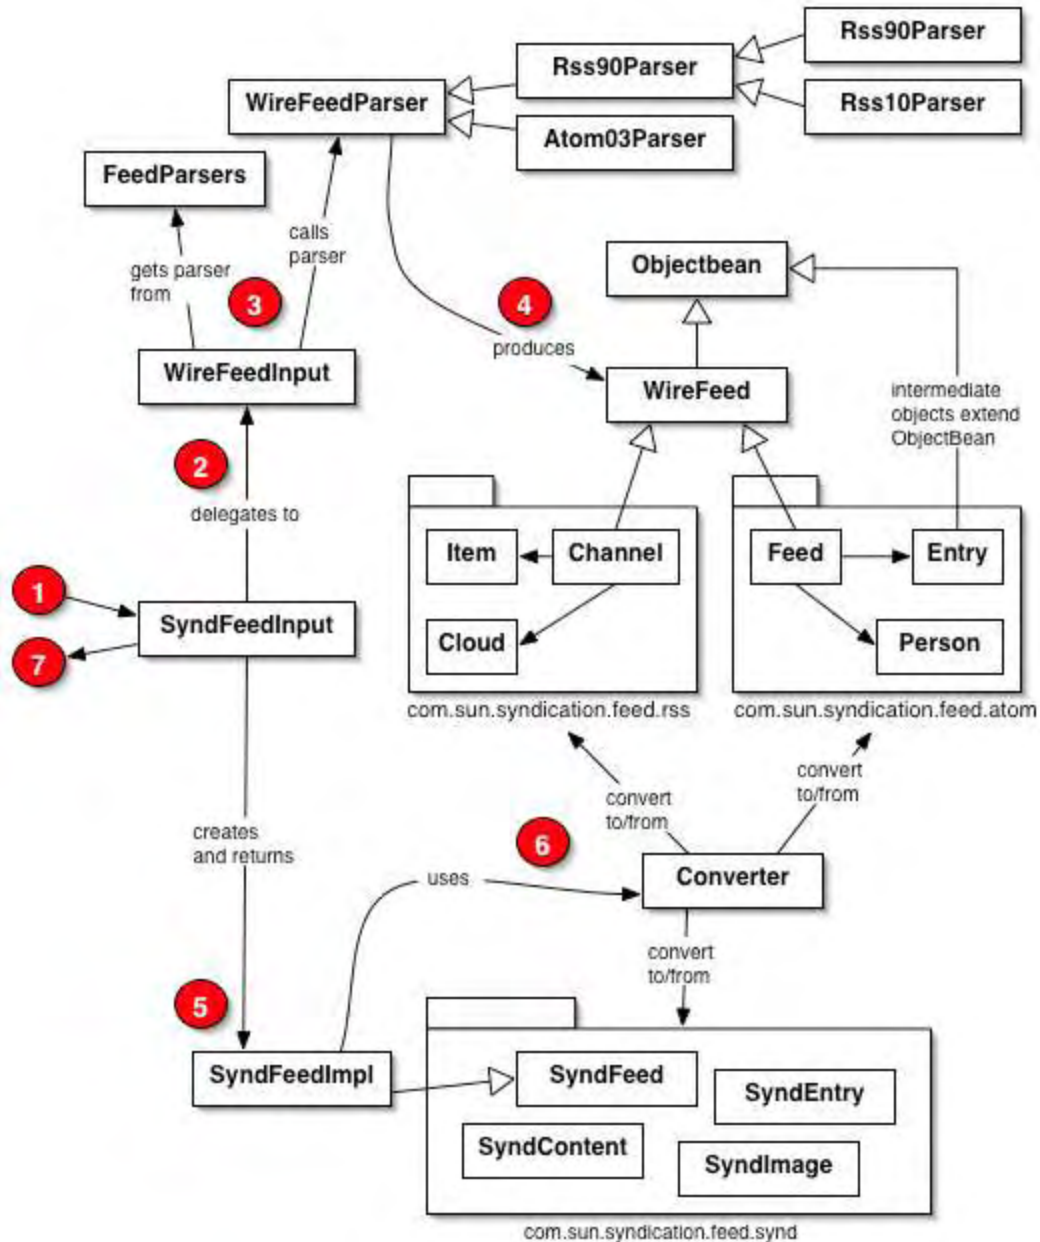 Rss90Parser
Rss90Parser
WireFeedParser
Rss10Parser
Atom03Parser
FeedParsers
calls
parser
gets parser
from
3
Objectbean
4
produces
WireFeedInput
WireFeed
intermediate
objects extend
ObjectBean
2
delegates to
Item
Channel
Feed
Entry
1
SyndFeedInput
Cloud
Person
7
com.sun.syndication.feed.rss
com.sun.syndication.feed.atom
convert
to/from
convert
to/from
creates
and returns
6
uses
Converter
convert
to/from
5
SyndFeedImpl
SyndFeed
SyndEntry
SyndContent
SyndImage
com.sun.syndication.feed.synd